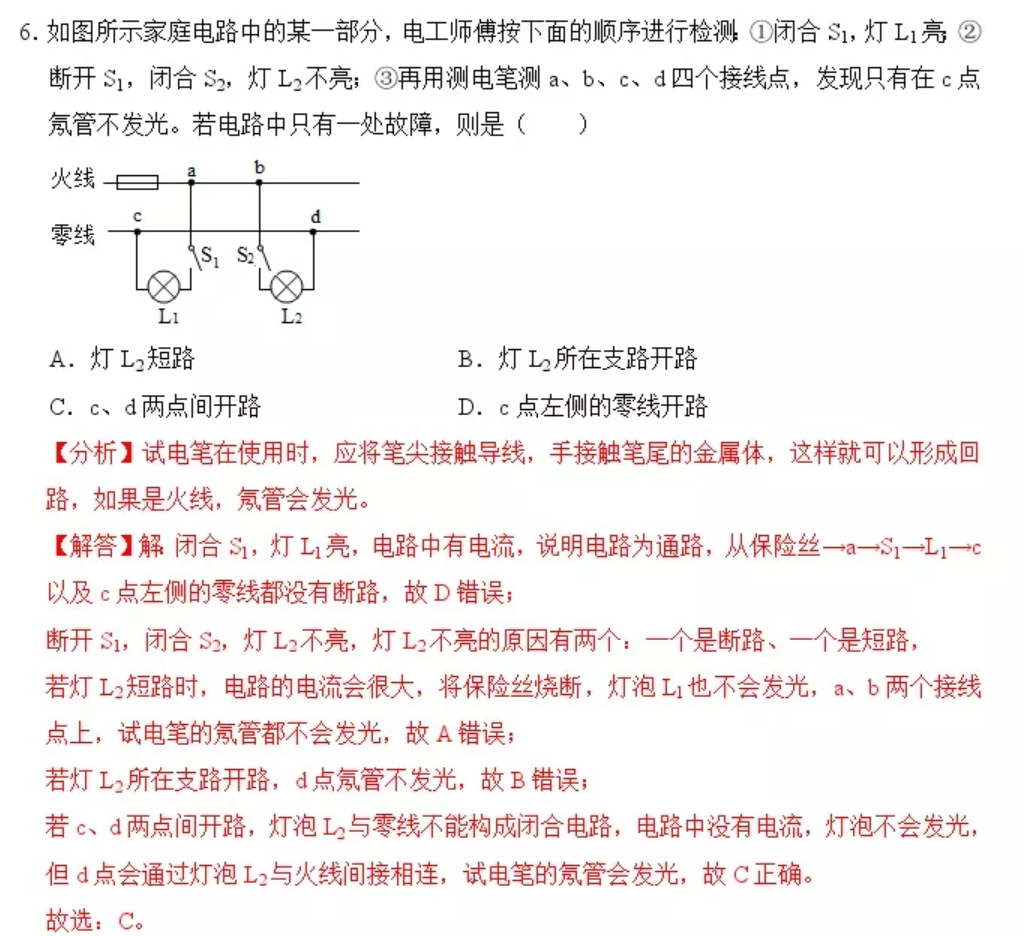 6. 如图所示家庭电路中的某一部分，电工师傅按下面的顺序进行检测：①闭合 S₁，灯 L₁亮；②
断开 S₁，闭合 S₂，灯 L₂不亮；③再用测电笔测 a、b、c、d 四个接线点，发现只有在 c 点
氖管不发光。若电路中只有一处故障，则是（　　）
火线 a b
零线 c d
S₁ S₂
L₁ L₂
A．灯 L₂短路 B．灯 L₂所在支路开路
C．c、d 两点间开路 D．c 点左侧的零线开路
【分析】试电笔在使用时，应将笔尖接触导线，手接触笔尾的金属体，这样就可以形成回
路，如果是火线，氖管会发光。
【解答】解：闭合 S₁，灯 L₁亮，电路中有电流，说明电路为通路，从保险丝→a→S₁→L₁→c
以及 c 点左侧的零线都没有断路，故 D 错误；
断开 S₁，闭合 S₂，灯 L₂不亮，灯 L₂不亮的原因有两个：一个是断路、一个是短路，
若灯 L₂短路时，电路的电流会很大，将保险丝烧断，灯泡 L₁也不会发光，a、b 两个接线
点上，试电笔的氖管都不会发光，故 A 错误；
若灯 L₂所在支路开路，d 点氖管不发光，故 B 错误；
若 c、d 两点间开路，灯泡 L₂与零线不能构成闭合电路，电路中没有电流，灯泡不会发光，
但 d 点会通过灯泡 L₂与火线间接相连，试电笔的氖管会发光，故 C 正确。
故选：C。